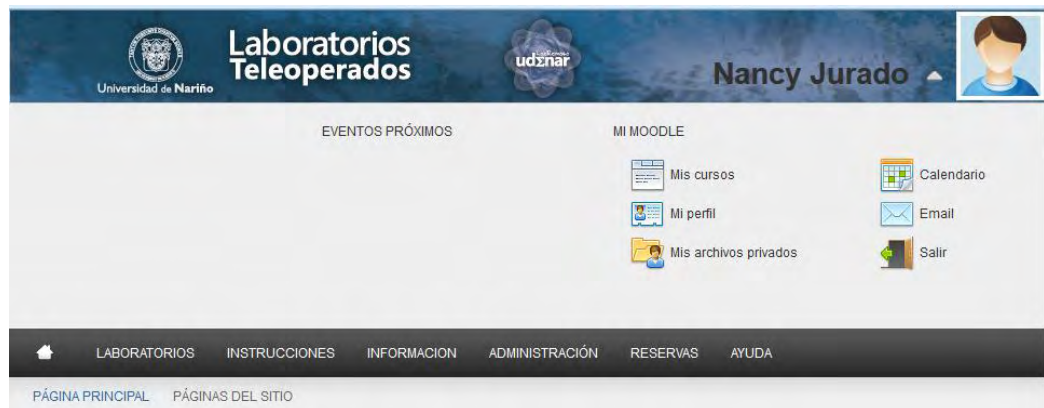 Laboratorios
Teleoperados
Universidad de Nariño
udΣnar
Nancy Jurado
EVENTOS PRÓXIMOS
MI MOODLE
Mis cursos
Calendario
Mi perfil
Email
Mis archivos privados
Salir
LABORATORIOS INSTRUCCIONES INFORMACION ADMINISTRACIÓN RESERVAS AYUDA
PÁGINA PRINCIPAL PÁGINAS DEL SITIO